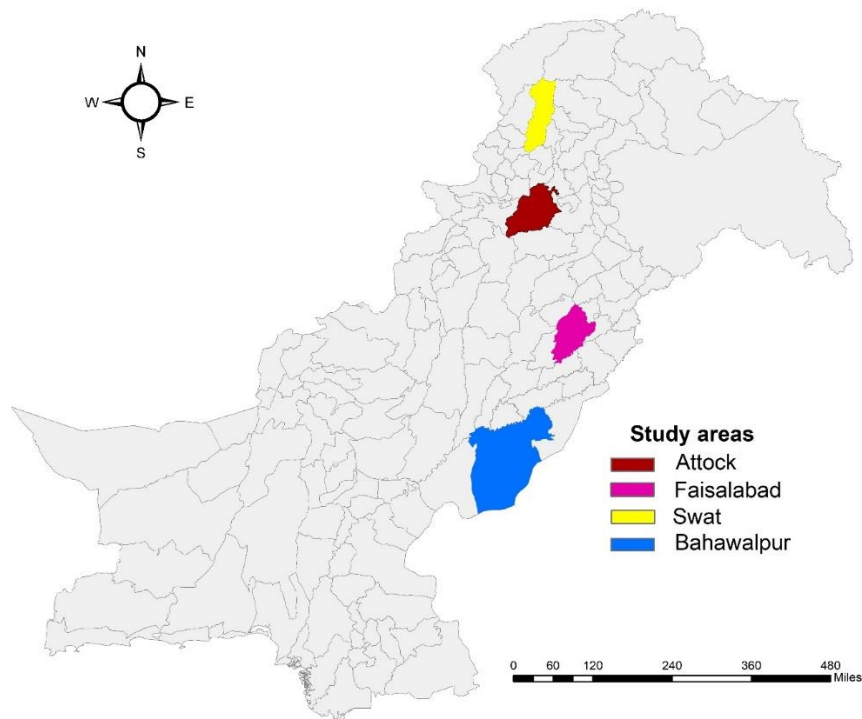 N
W E
S
Study areas
Attock
Faisalabad
Swat
Bahawalpur
0 60 120 240 360 480
Miles